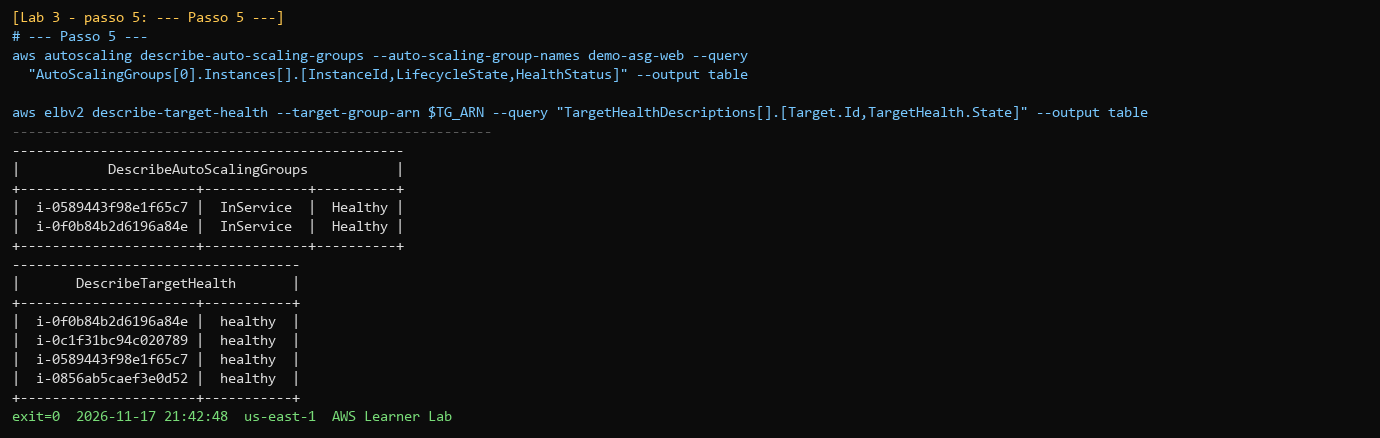 [Lab 3 - passo 5: --- Passo 5 ---]
# --- Passo 5 ---
aws autoscaling describe-auto-scaling-groups --auto-scaling-group-names demo-asg-web --query
  "AutoScalingGroups[0].Instances[].[InstanceId,LifecycleState,HealthStatus]" --output table

aws elbv2 describe-target-health --target-group-arn $TG_ARN --query "TargetHealthDescriptions[].[Target.Id,TargetHealth.State]" --output table
------------------------------------------------------------
-------------------------------------------------
|           DescribeAutoScalingGroups           |
+----------------------+-------------+----------+
|  i-0589443f98e1f65c7 |  InService  |  Healthy |
|  i-0f0b84b2d6196a84e |  InService  |  Healthy |
+----------------------+-------------+----------+
------------------------------------
|       DescribeTargetHealth       |
+----------------------+-----------+
|  i-0f0b84b2d6196a84e |  healthy  |
|  i-0c1f31bc94c020789 |  healthy  |
|  i-0589443f98e1f65c7 |  healthy  |
|  i-0856ab5caef3e0d52 |  healthy  |
+----------------------+-----------+
exit=0  2026-11-17 21:42:48  us-east-1  AWS Learner Lab